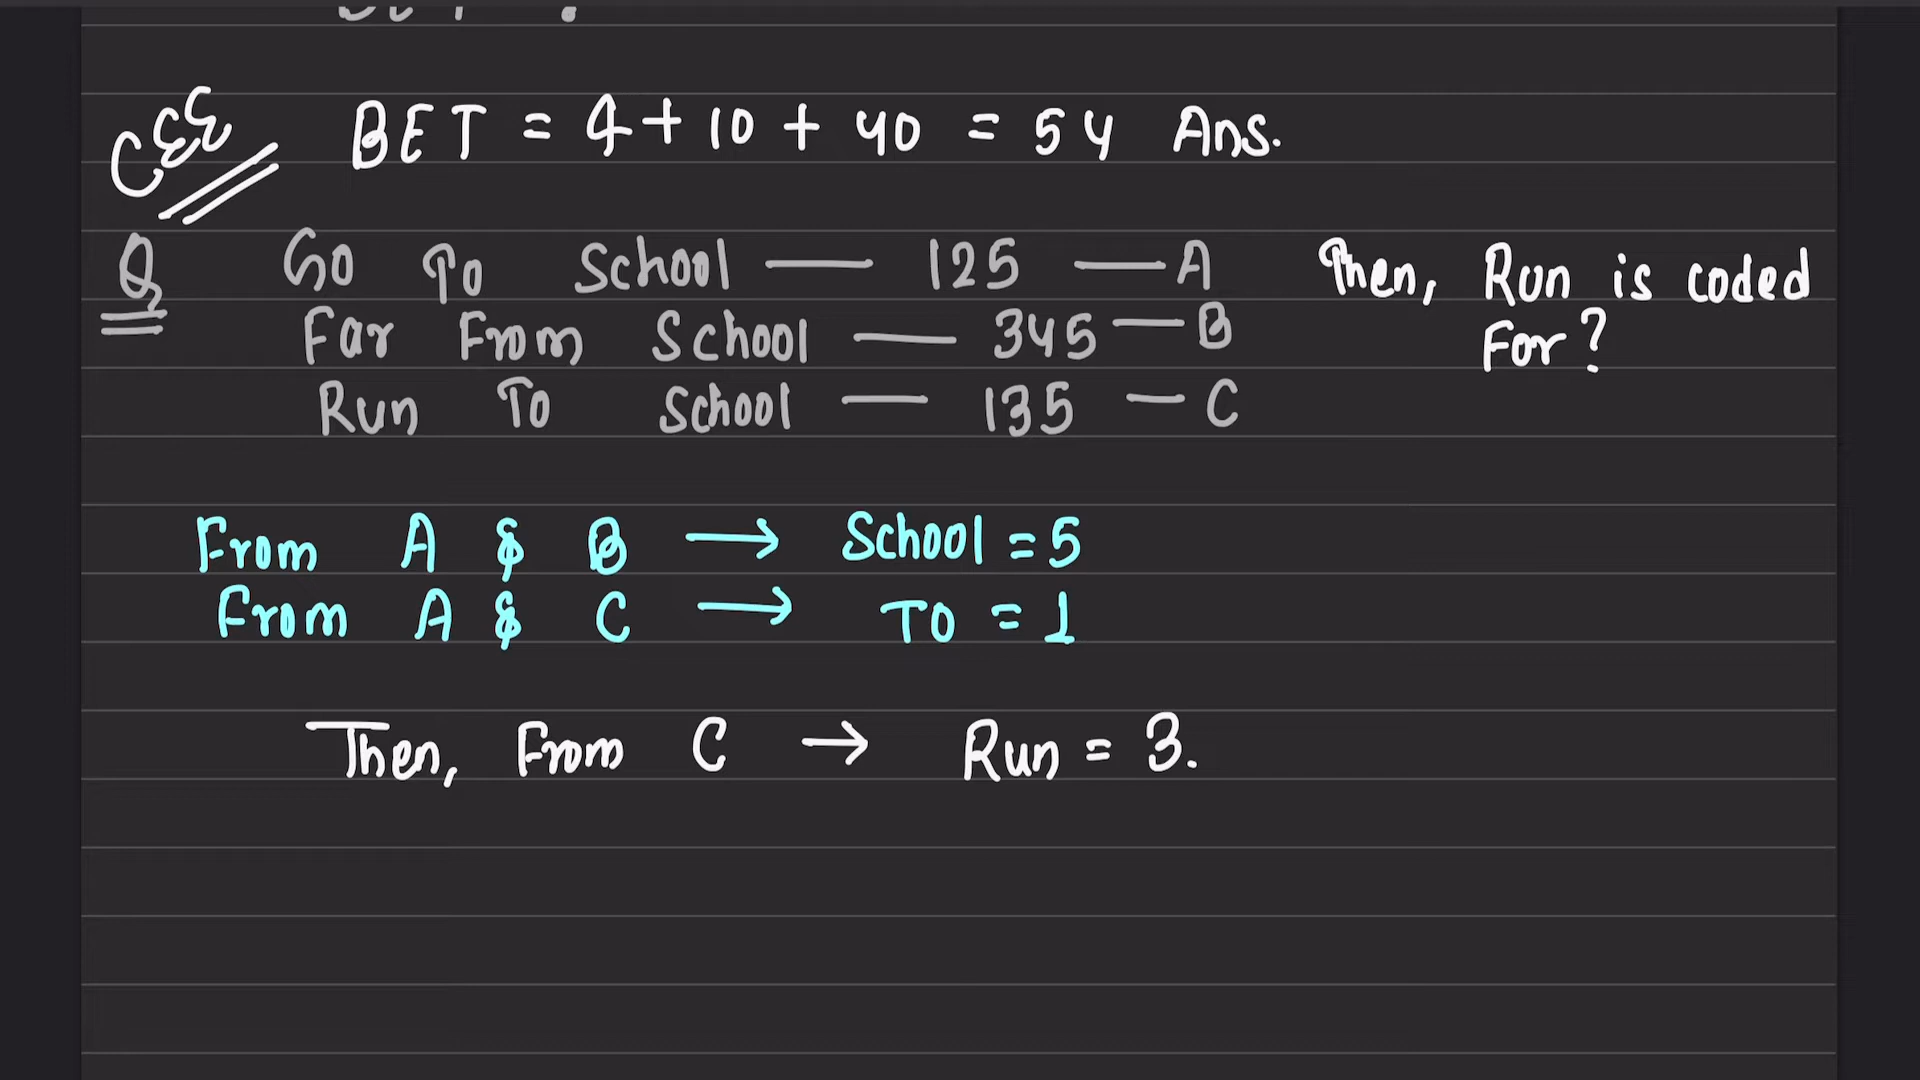 BET = 4 + 10 + 40 = 54 Ans.
Q Go To School — 125 — A Then, Run is coded
Far From School — 345 — B For?
Run To School — 135 — C
From A & B → School = 5
From A & C → To = 1
Then, From C → Run = 3.